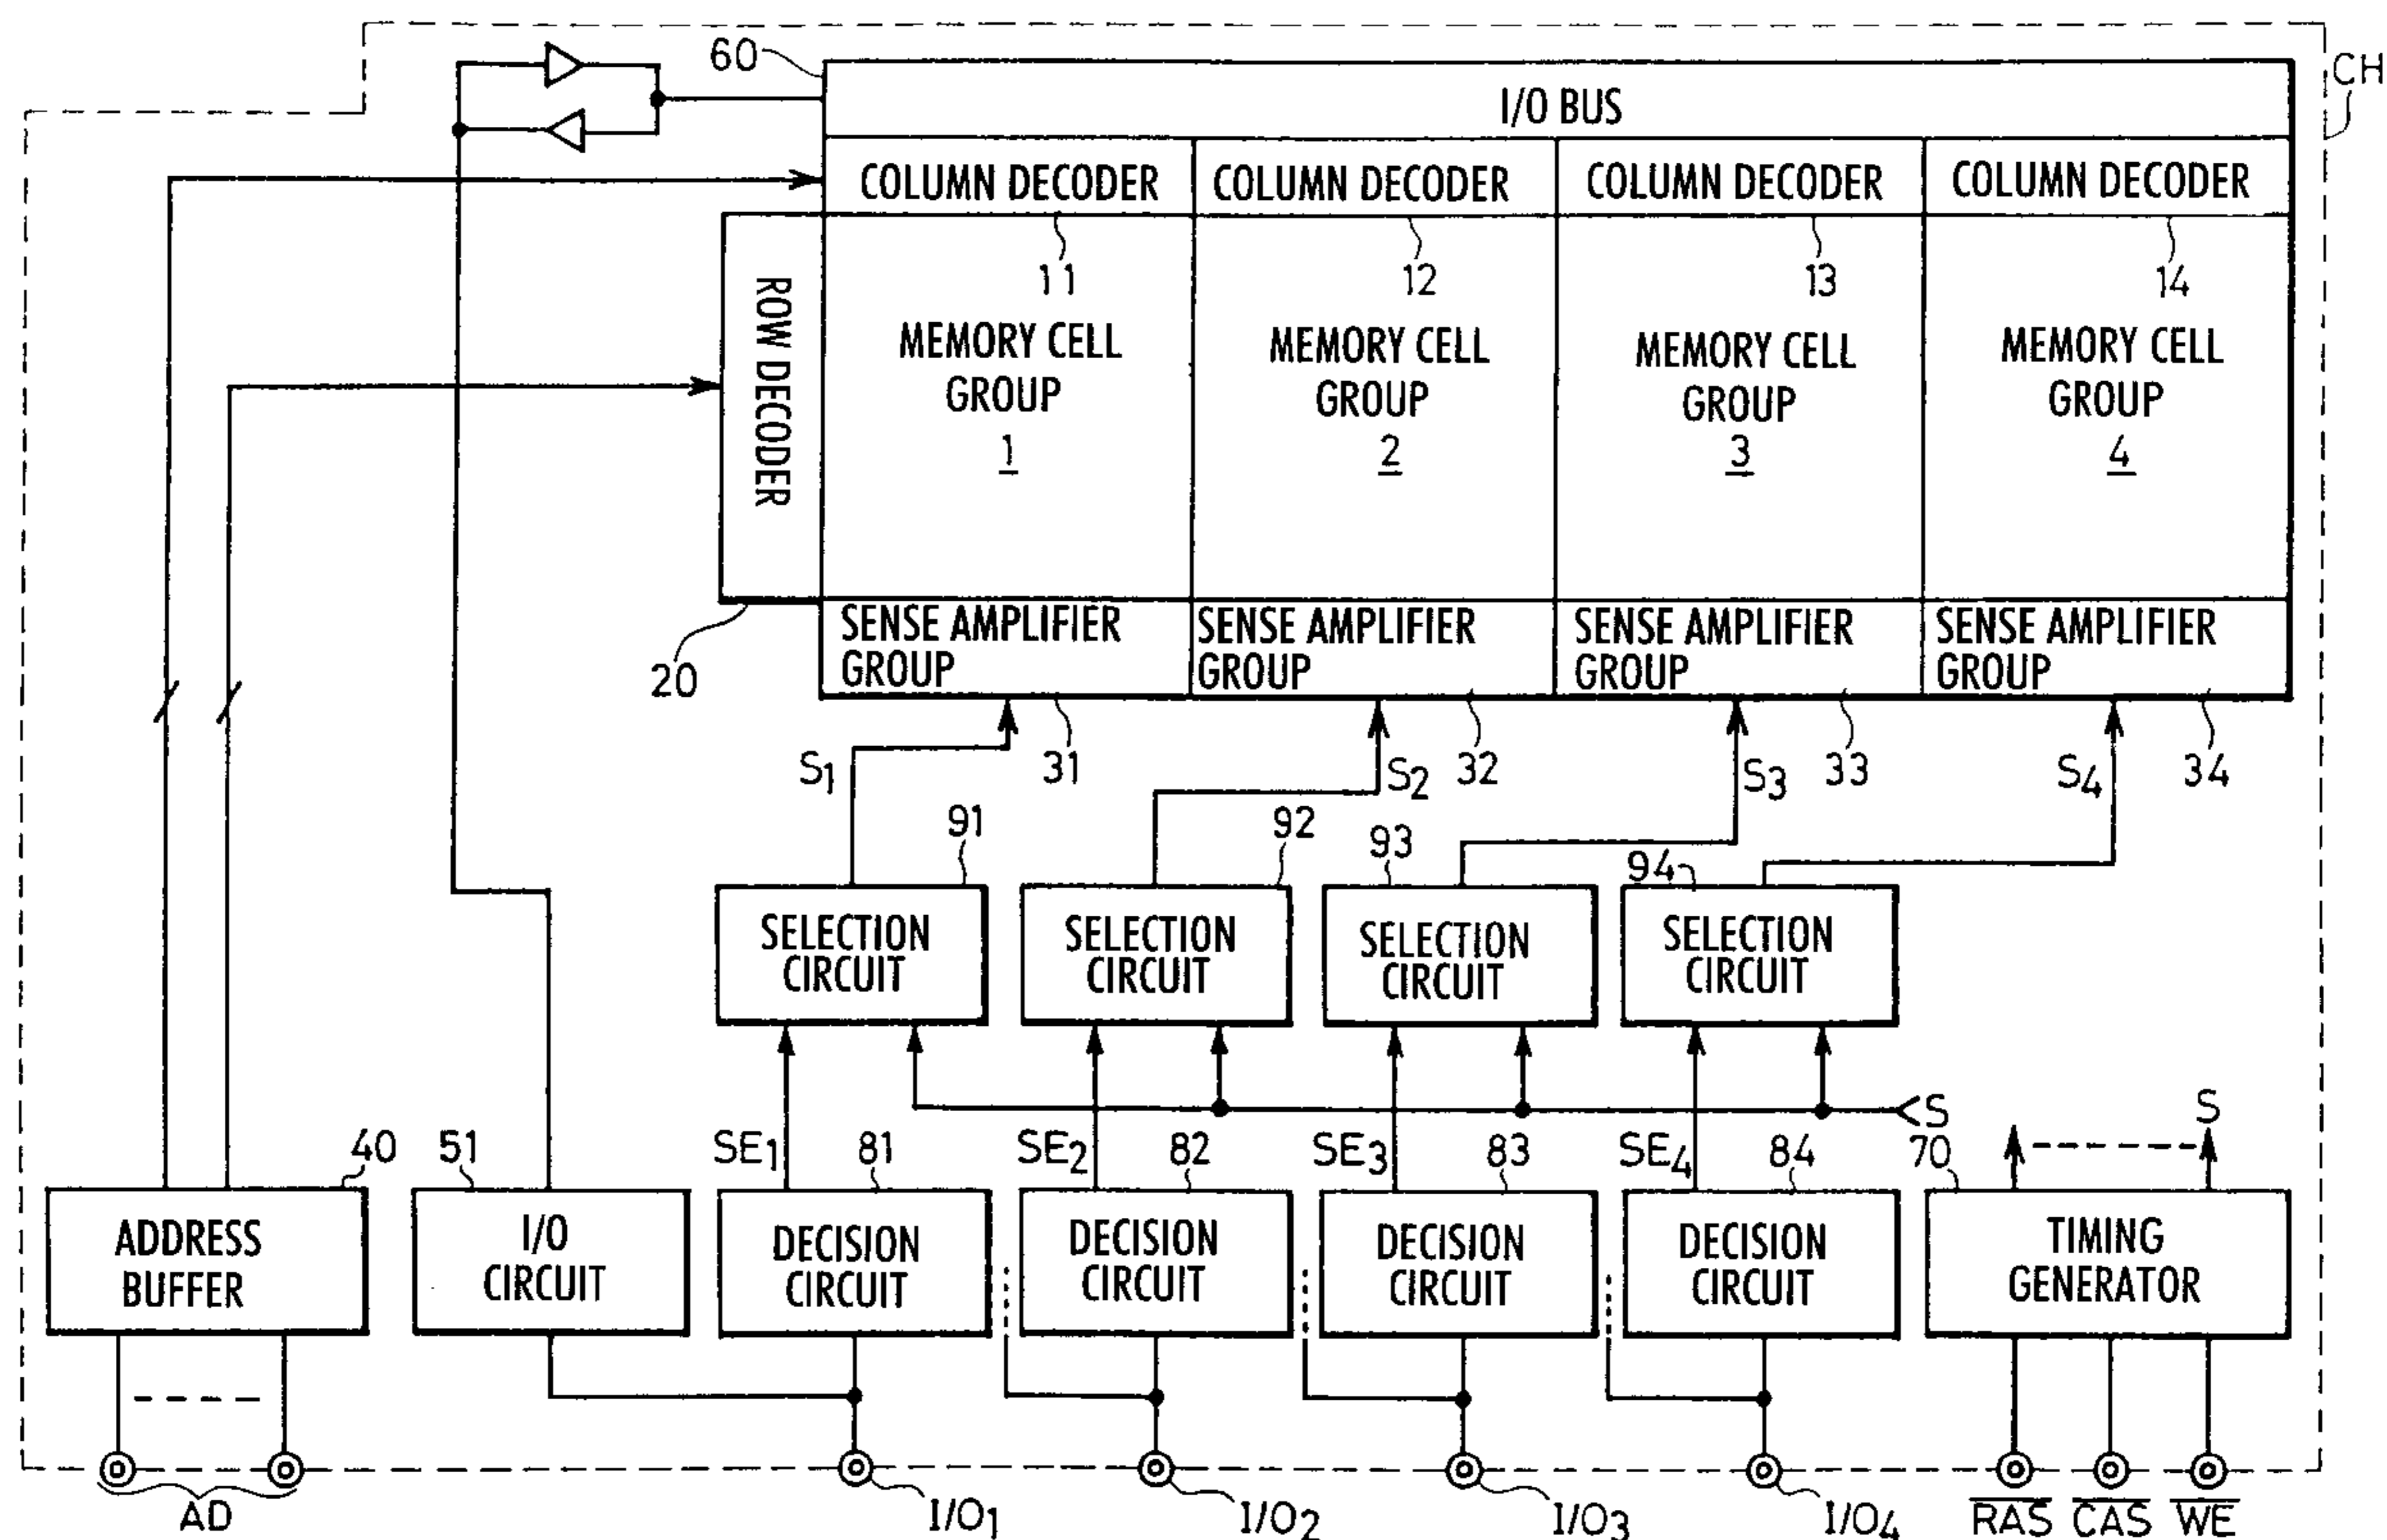 60
CH
I/O BUS
COLUMN DECODER
COLUMN DECODER
COLUMN DECODER
COLUMN DECODER
11
12
13
14
ROW DECODER
MEMORY CELL
GROUP
1
MEMORY CELL
GROUP
2
MEMORY CELL
GROUP
3
MEMORY CELL
GROUP
4
20
SENSE AMPLIFIER
GROUP
SENSE AMPLIFIER
GROUP
SENSE AMPLIFIER
GROUP
SENSE AMPLIFIER
GROUP
S1
31
S2
32
S3
33
S4
34
91
92
93
94
SELECTION
CIRCUIT
SELECTION
CIRCUIT
SELECTION
CIRCUIT
SELECTION
CIRCUIT
S
S
40
51
SE1
81
SE2
82
SE3
83
SE4
84
70
ADDRESS
BUFFER
I/O
CIRCUIT
DECISION
CIRCUIT
DECISION
CIRCUIT
DECISION
CIRCUIT
DECISION
CIRCUIT
TIMING
GENERATOR
AD
I/O1
I/O2
I/O3
I/O4
R̅A̅S̅
C̅A̅S̅
W̅E̅